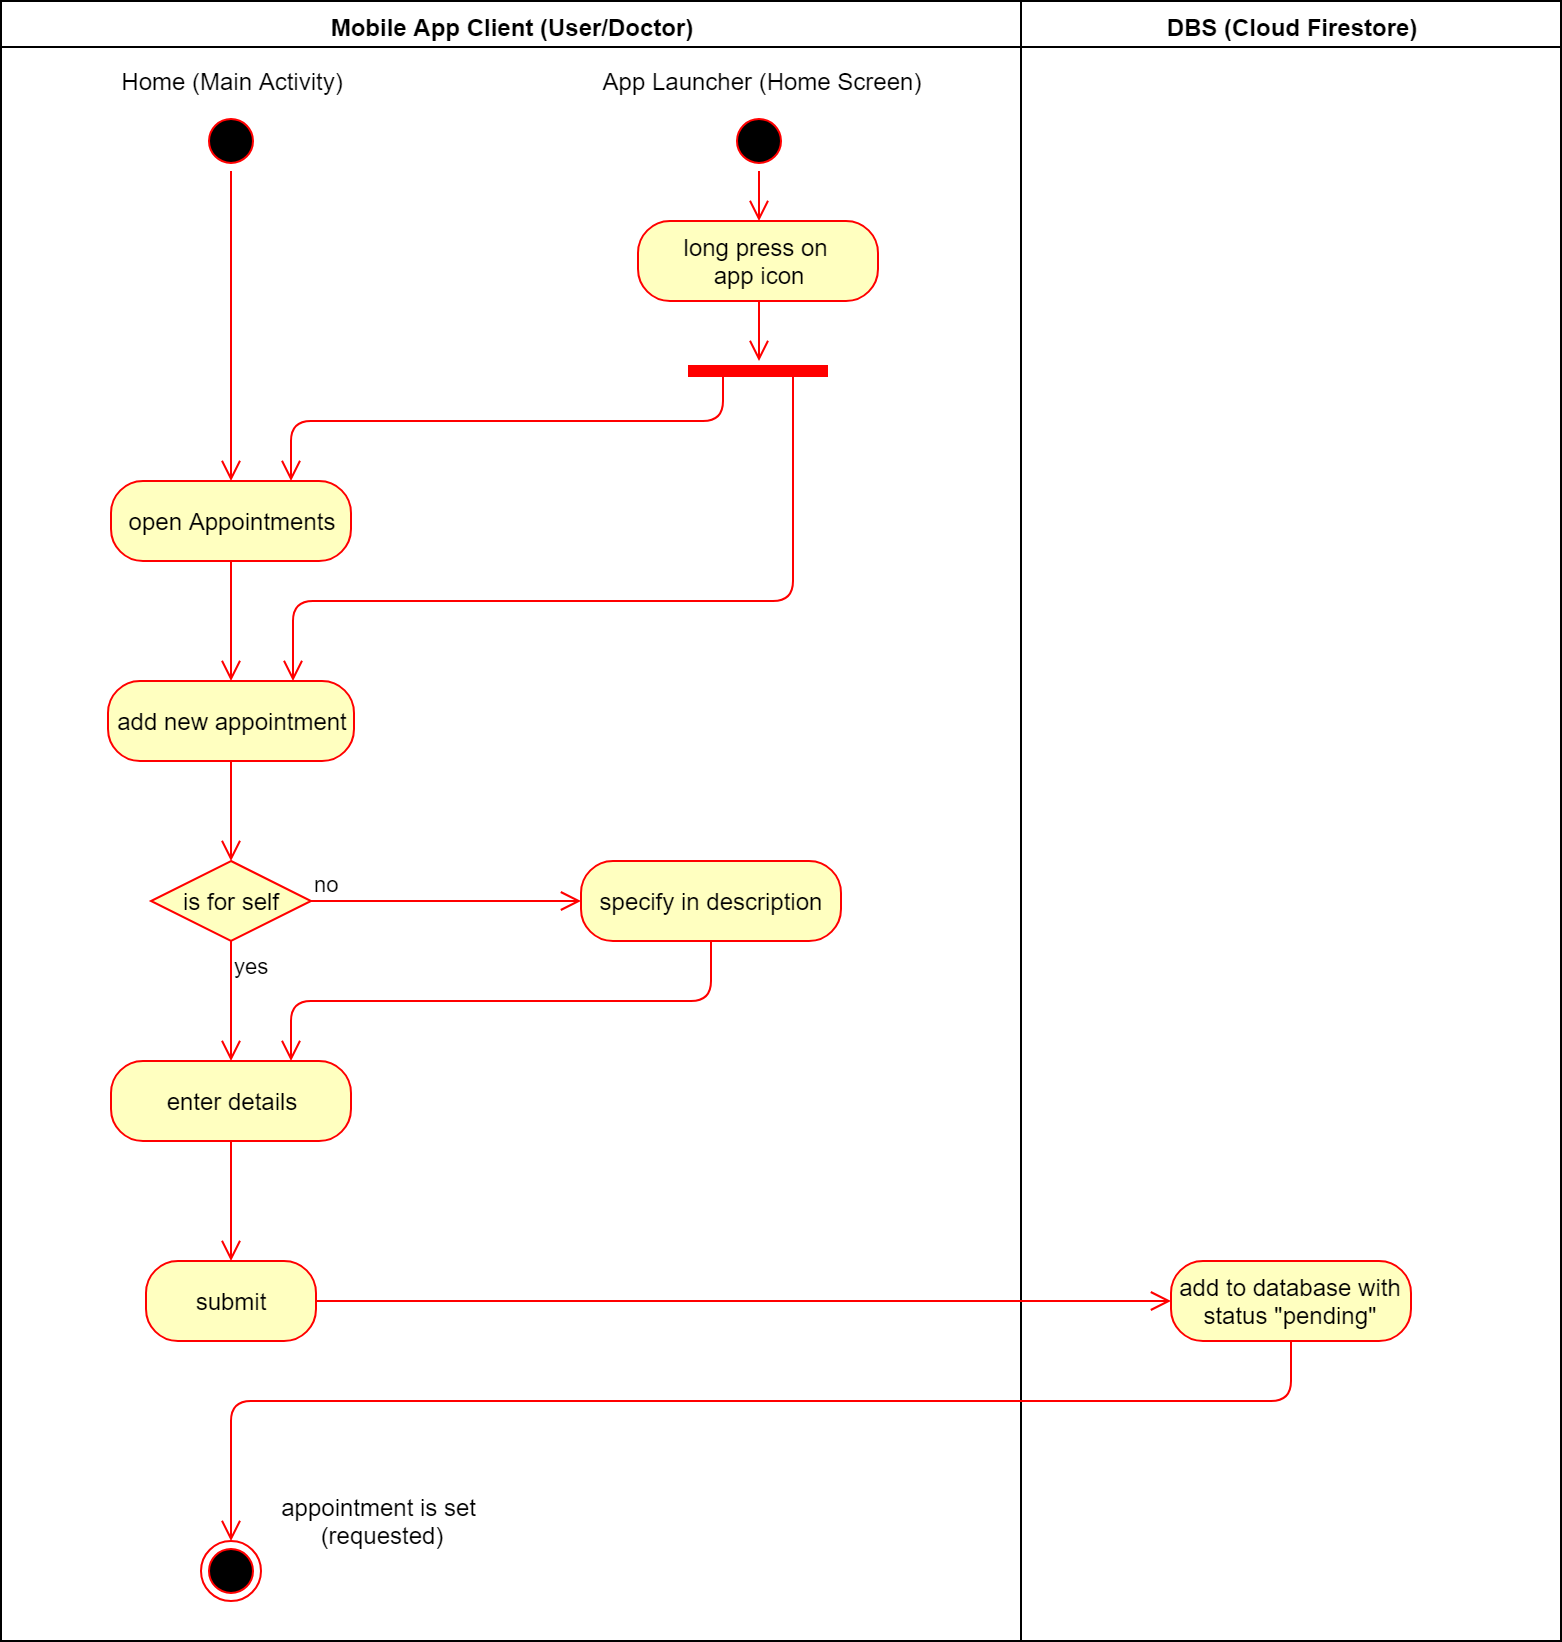 Mobile App Client (User/Doctor)
DBS (Cloud Firestore)
Home (Main Activity)
App Launcher (Home Screen)
long press on
app icon
open Appointments
add new appointment
is for self
no
specify in description
yes
enter details
submit
add to database with
status "pending"
appointment is set
(requested)